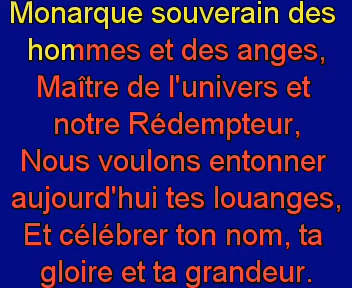 Monarque souverain des
hommes et des anges,
Maître de l'univers et
notre Rédempteur,
Nous voulons entonner
aujourd'hui tes louanges,
Et célébrer ton nom, ta
gloire et ta grandeur.